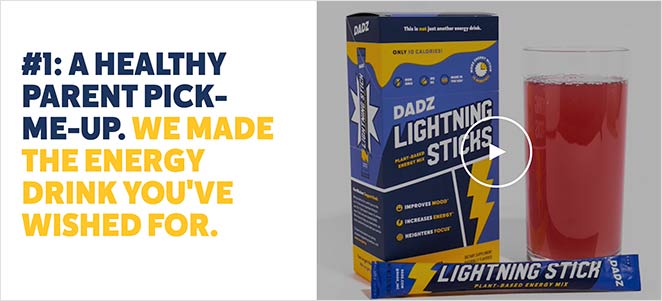 #1: A HEALTHY
PARENT PICK-
ME-UP. WE MADE
THE ENERGY
DRINK YOU'VE
WISHED FOR.
This is not just another energy drink.
ONLY 10 CALORIES!
DADZ
LIGHTNING
STICKS
PLANT-BASED
ENERGY MIX
IMPROVES MOOD*
INCREASES ENERGY*
HEIGHTENS FOCUS*
LIGHTNING STICK
DADZ
LIGHTNING STICK
PLANT-BASED ENERGY MIX